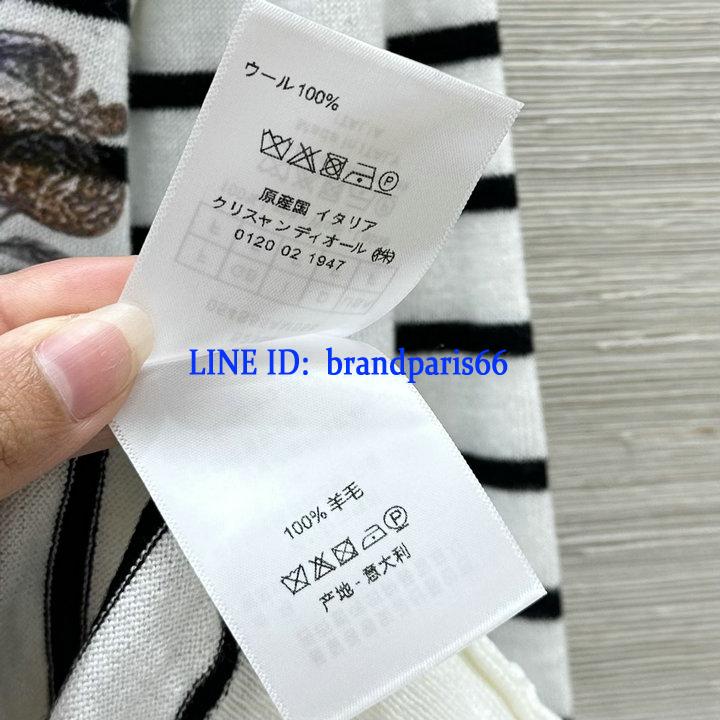 ウール100%
原産国 イタリア
クリスチャンディオール (株)
0120 02 1947
LINE ID: brandparis66
100% 羊毛
产地 - 意大利